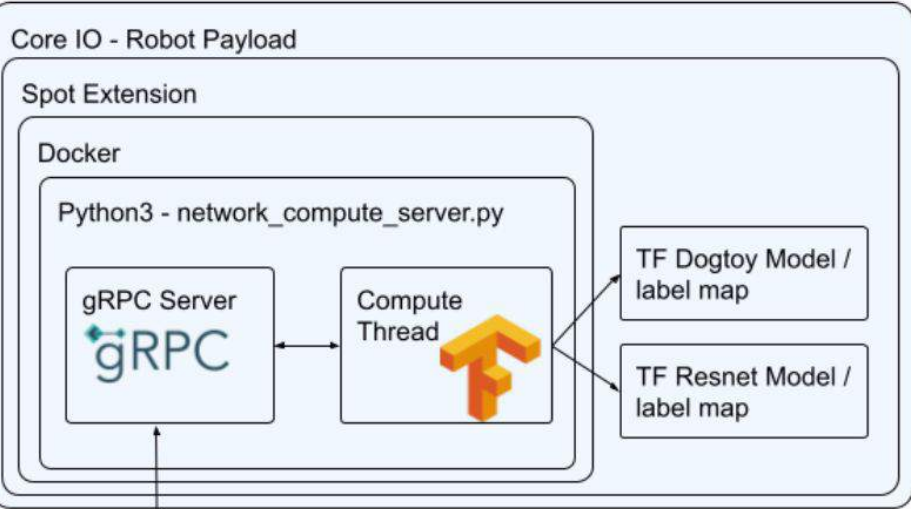 Core IO - Robot Payload
Spot Extension
Docker
Python3 - network_compute_server.py
gRPC Server
gRPC
Compute
Thread
TF Dogtoy Model /
label map
TF Resnet Model /
label map